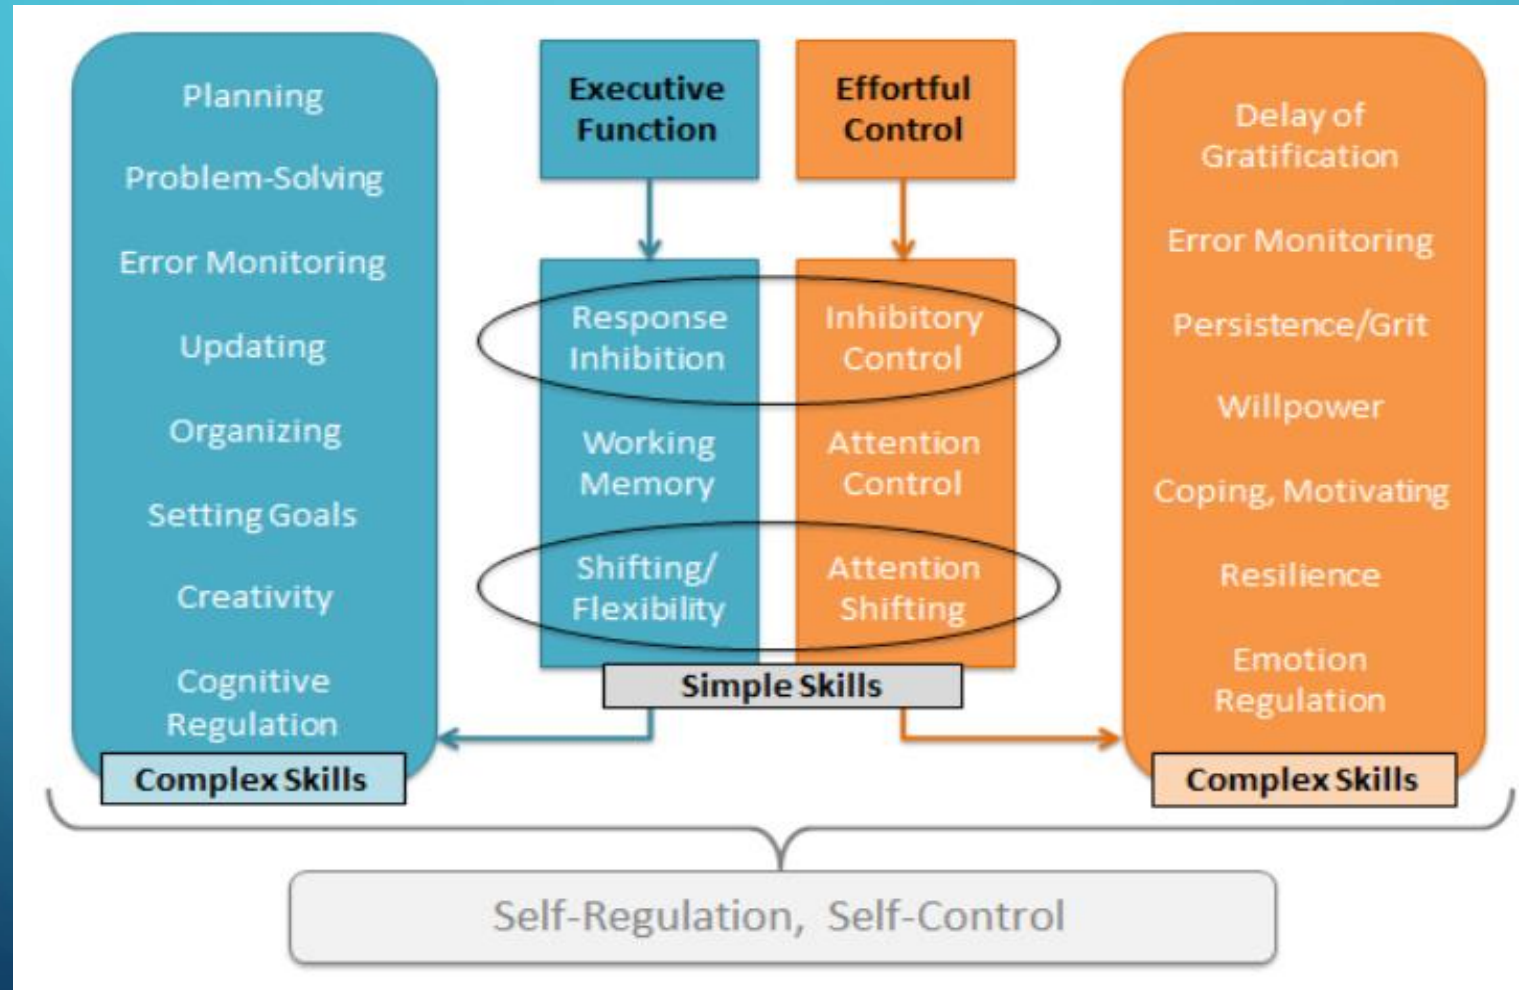 Planning
Problem-Solving
Error Monitoring
Updating
Organizing
Setting Goals
Creativity
Cognitive
Regulation
Complex Skills
Executive
Function
Response
Inhibition
Working
Memory
Shifting/
Flexibility
Effortful
Control
Inhibitory
Control
Attention
Control
Attention
Shifting
Simple Skills
Delay of
Gratification
Error Monitoring
Persistence/Grit
Willpower
Coping, Motivating
Resilience
Emotion
Regulation
Complex Skills
Self-Regulation, Self-Control